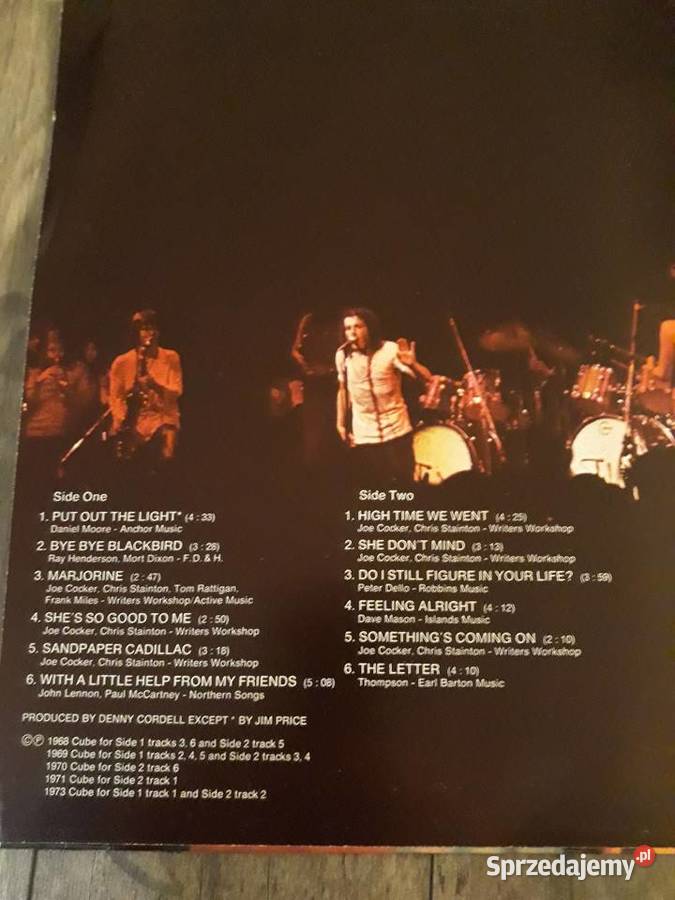 Side One
1. PUT OUT THE LIGHT* (4 : 33)
Daniel Moore - Anchor Music
2. BYE BYE BLACKBIRD (3 : 28)
Ray Henderson, Mort Dixon - F.D. & H.
3. MARJORINE (2 : 47)
Joe Cocker, Chris Stainton, Tom Rattigan,
Frank Miles - Writers Workshop/Active Music
4. SHE'S SO GOOD TO ME (2 : 50)
Joe Cocker, Chris Stainton - Writers Workshop
5. SANDPAPER CADILLAC (3 : 18)
Joe Cocker, Chris Stainton - Writers Workshop
6. WITH A LITTLE HELP FROM MY FRIENDS (5 : 08)
John Lennon, Paul McCartney - Northern Songs
Side Two
1. HIGH TIME WE WENT (4 : 25)
Joe Cocker, Chris Stainton - Writers Workshop
2. SHE DON'T MIND (3 : 13)
Joe Cocker, Chris Stainton - Writers Workshop
3. DO I STILL FIGURE IN YOUR LIFE? (3 : 59)
Peter Dello - Robbins Music
4. FEELING ALRIGHT (4 : 12)
Dave Mason - Islands Music
5. SOMETHING'S COMING ON (2 : 10)
Joe Cocker, Chris Stainton - Writers Workshop
6. THE LETTER (4 : 10)
Thompson - Earl Barton Music
PRODUCED BY DENNY CORDELL EXCEPT * BY JIM PRICE
©℗ 1968 Cube for Side 1 tracks 3, 6 and Side 2 track 5
1969 Cube for Side 1 tracks 2, 4, 5 and Side 2 tracks 3, 4
1970 Cube for Side 2 track 6
1971 Cube for Side 2 track 1
1973 Cube for Side 1 track 1 and Side 2 track 2
Sprzedajemy.pl